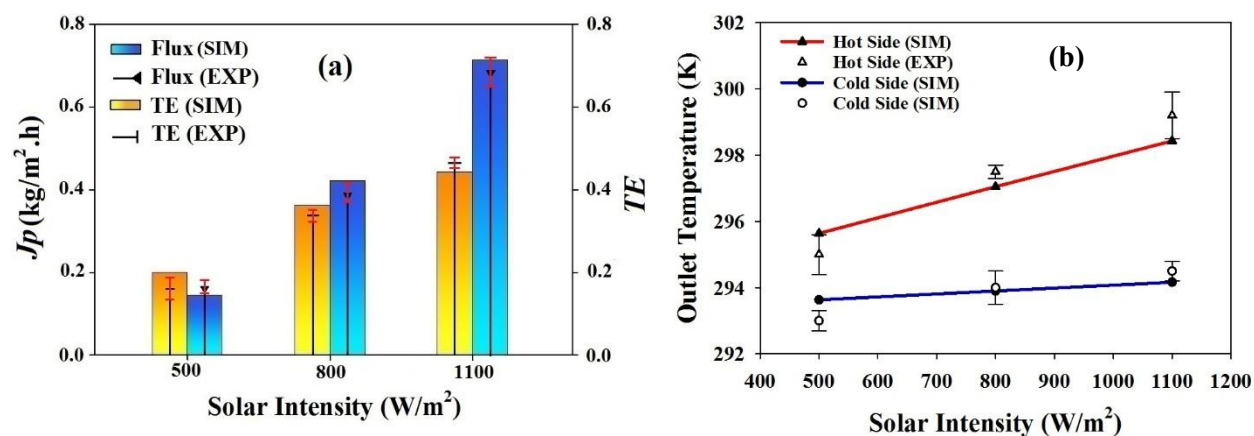 0.8
0.6
0.4
0.2
0.0
Jp (kg/m².h)
Flux (SIM)
Flux (EXP)
TE (SIM)
TE (EXP)
(a)
0.8
0.6
0.4
0.2
0.0
TE
500 800 1100
Solar Intensity (W/m²)
302
300
298
296
294
292
290
Outlet Temperature (K)
Hot Side (SIM)
Hot Side (EXP)
Cold Side (SIM)
Cold Side (SIM)
(b)
400 500 600 700 800 900 1000 1100 1200
Solar Intensity (W/m²)